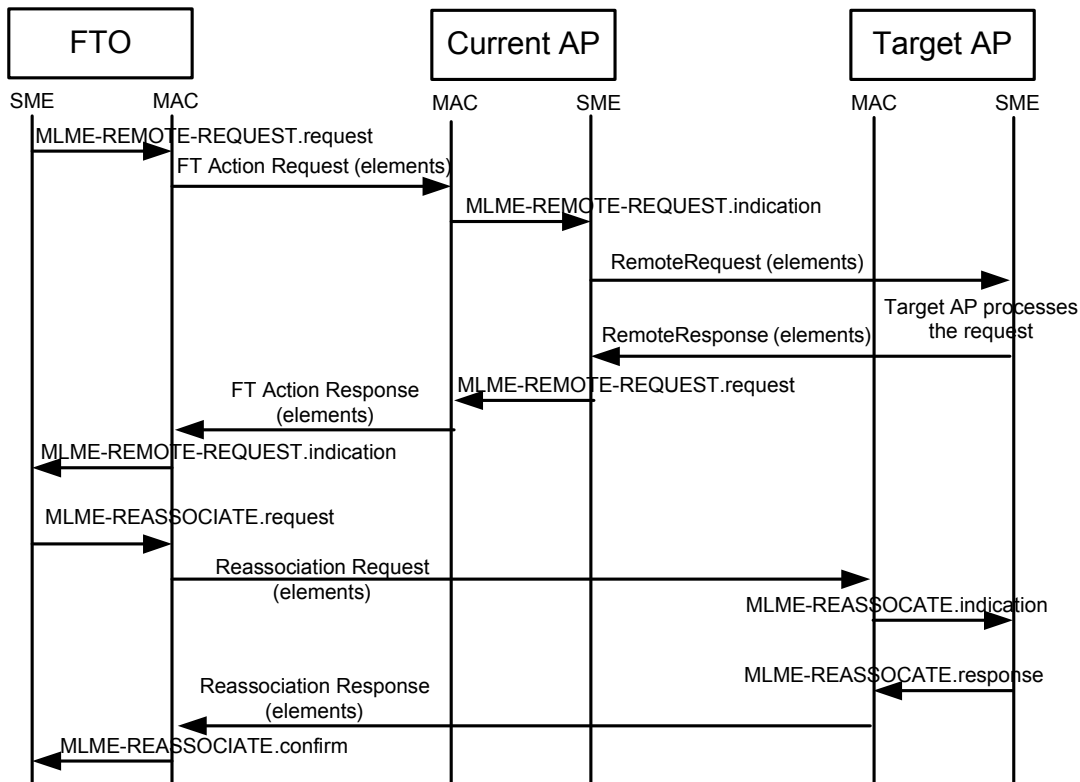 FTO
Current AP
Target AP
SME
MAC
MAC
SME
MAC
SME
MLME-REMOTE-REQUEST.request
FT Action Request (elements)
MLME-REMOTE-REQUEST.indication
RemoteRequest (elements)
Target AP processes
the request
RemoteResponse (elements)
MLME-REMOTE-REQUEST.request
FT Action Response
(elements)
MLME-REMOTE-REQUEST.indication
MLME-REASSOCIATE.request
Reassociation Request
(elements)
MLME-REASSOCATE.indication
MLME-REASSOCATE.response
Reassociation Response
(elements)
MLME-REASSOCIATE.confirm